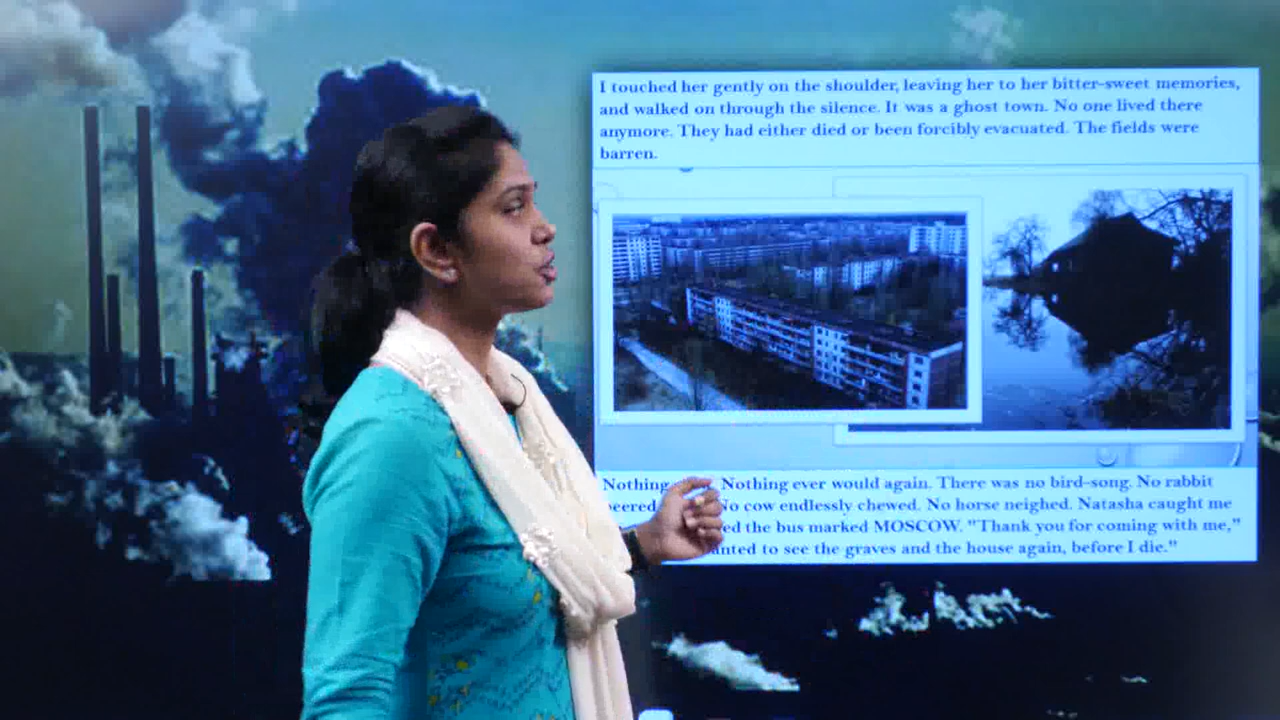 I touched her gently on the shoulder, leaving her to her bitter-sweet memories,
and walked on through the silence. It was a ghost town. No one lived there
anymore. They had either died or been forcibly evacuated. The fields were
barren.
Nothing Nothing ever would again. There was no bird-song. No rabbit
No cow endlessly chewed. No horse neighed. Natasha caught me
the bus marked MOSCOW. "Thank you for coming with me,"
to see the graves and the house again, before I die."